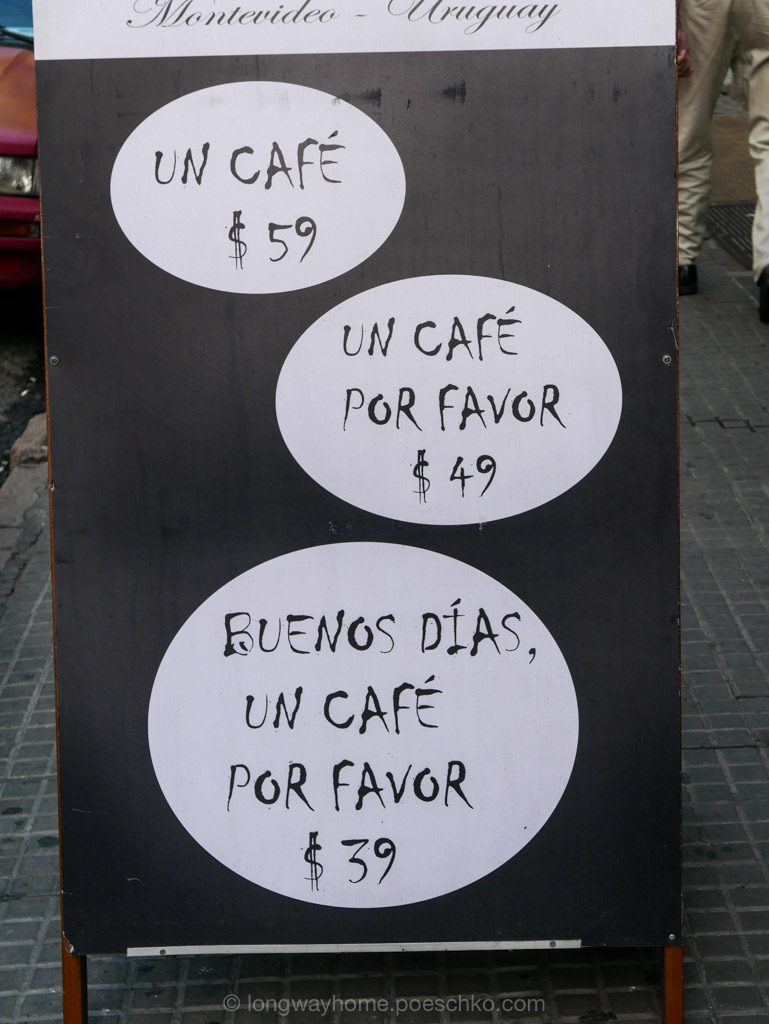 Montevideo - Uruguay
UN CAFÉ
$ 59
UN CAFÉ
POR FAVOR
$ 49
BUENOS DÍAS,
UN CAFÉ
POR FAVOR
$ 39
© longwayhome.poeschko.com